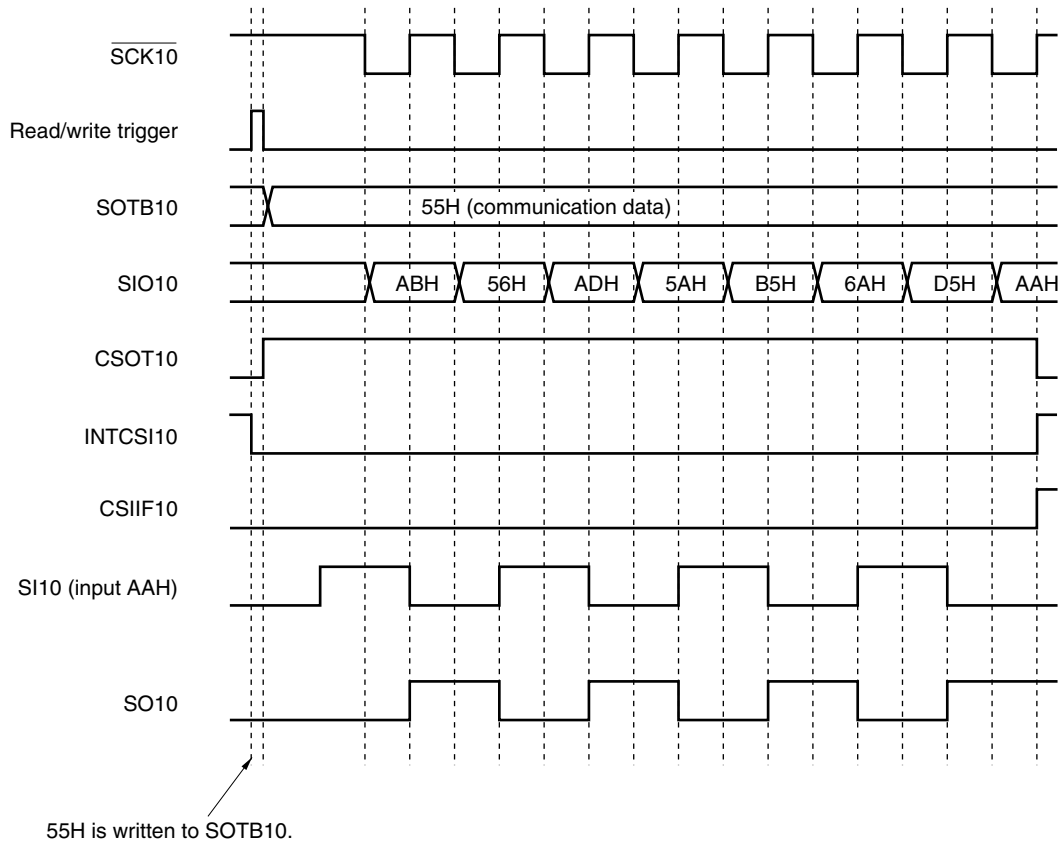 SCK10
Read/write trigger
SOTB10
55H (communication data)
SIO10
ABH 56H ADH 5AH B5H 6AH D5H AAH
CSOT10
INTCSI10
CSIIF10
SI10 (input AAH)
SO10
55H is written to SOTB10.